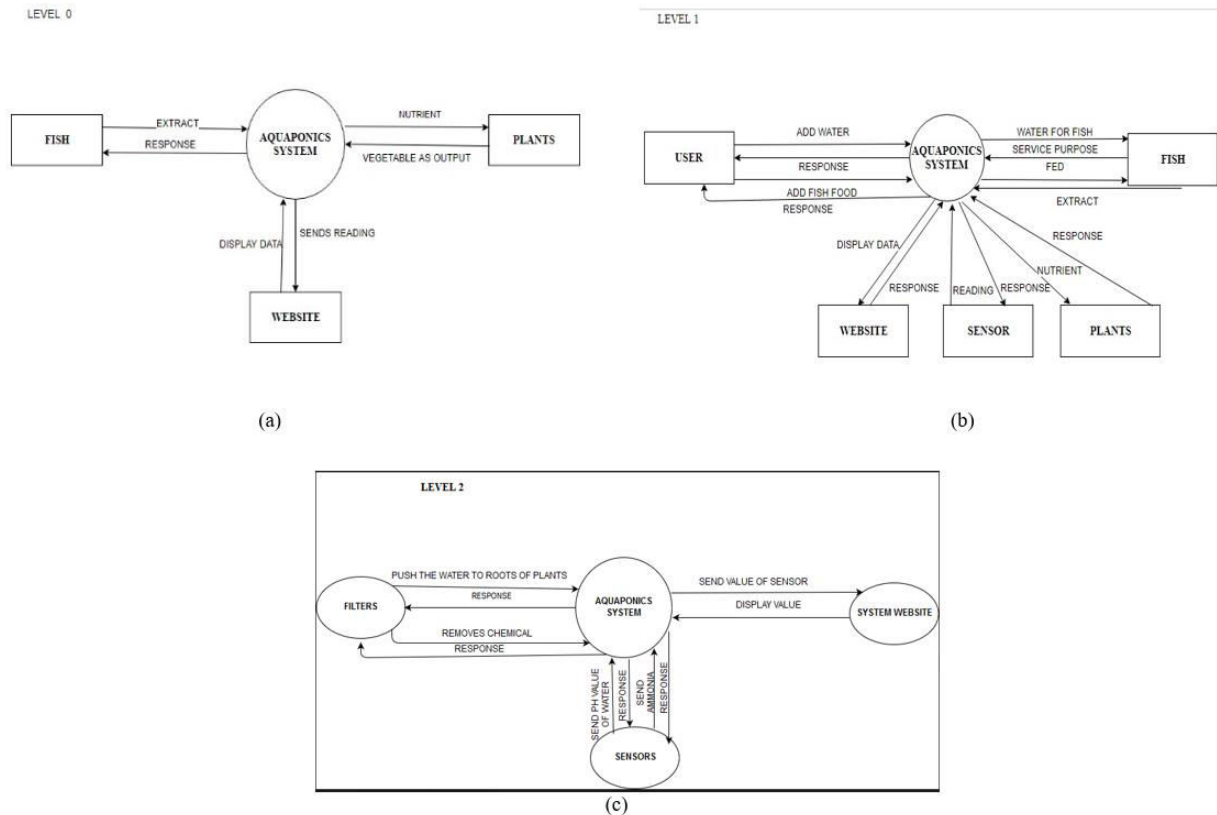 LEVEL 0
FISH
EXTRACT
RESPONSE
AQUAPONICS
SYSTEM
NUTRIENT
VEGETABLE AS OUTPUT
PLANTS
DISPLAY DATA
SENDS READING
WEBSITE
(a)
LEVEL 1
USER
ADD WATER
RESPONSE
ADD FISH FOOD
RESPONSE
AQUAPONICS
SYSTEM
WATER FOR FISH
SERVICE PURPOSE
FED
EXTRACT
FISH
DISPLAY DATA
RESPONSE
READING
RESPONSE
NUTRIENT
RESPONSE
WEBSITE
SENSOR
PLANTS
(b)
LEVEL 2
FILTERS
PUSH THE WATER TO ROOTS OF PLANTS
RESPONSE
REMOVES CHEMICAL
RESPONSE
AQUAPONICS
SYSTEM
SEND VALUE OF SENSOR
DISPLAY VALUE
SYSTEM WEBSITE
SEND PH VALUE
OF WATER
RESPONSE
SEND
AMMONIA
RESPONSE
SENSORS
(c)